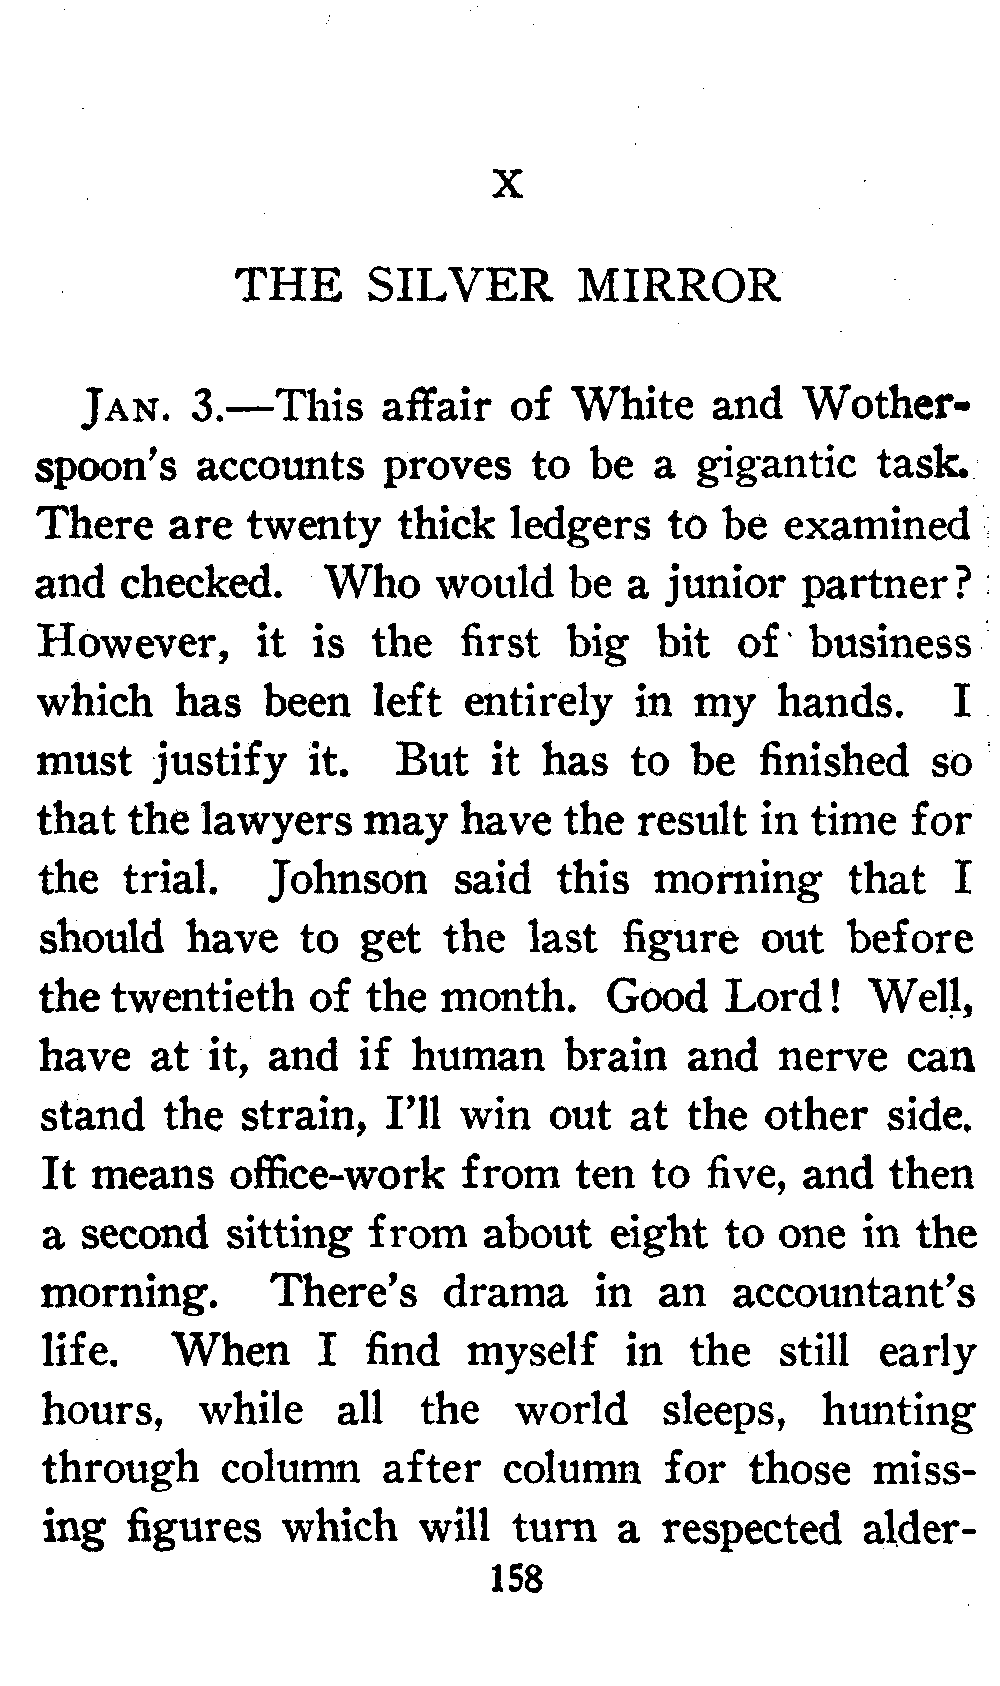 X
THE SILVER MIRROR
JAN. 3.—This affair of White and Wother-
spoon's accounts proves to be a gigantic task.
There are twenty thick ledgers to be examined
and checked. Who would be a junior partner?
However, it is the first big bit of business
which has been left entirely in my hands. I
must justify it. But it has to be finished so
that the lawyers may have the result in time for
the trial. Johnson said this morning that I
should have to get the last figure out before
the twentieth of the month. Good Lord! Well,
have at it, and if human brain and nerve can
stand the strain, I'll win out at the other side.
It means office-work from ten to five, and then
a second sitting from about eight to one in the
morning. There's drama in an accountant's
life. When I find myself in the still early
hours, while all the world sleeps, hunting
through column after column for those miss-
ing figures which will turn a respected alder-
158